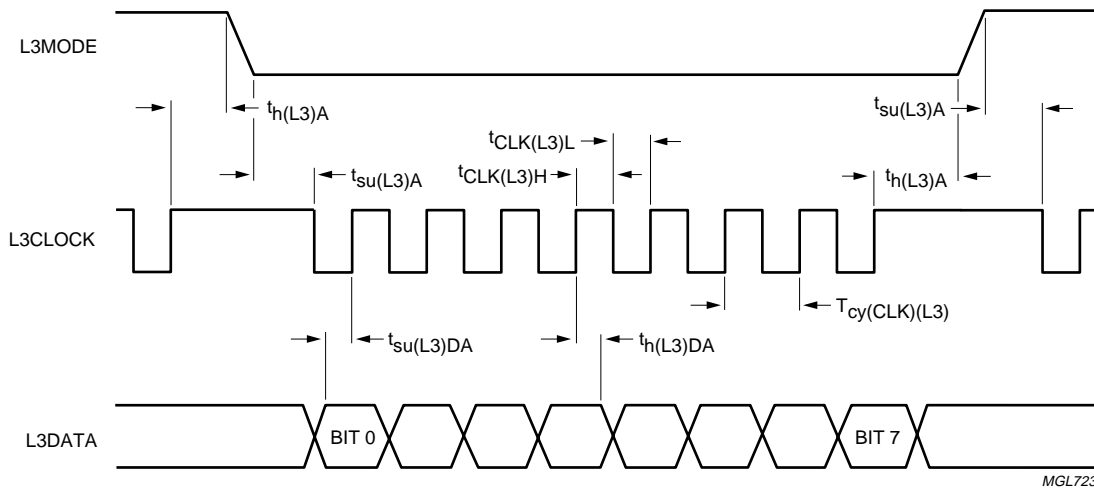 L3MODE
th(L3)A
tsu(L3)A
tCLK(L3)L
tsu(L3)A
tCLK(L3)H
th(L3)A
L3CLOCK
Tcy(CLK)(L3)
tsu(L3)DA
th(L3)DA
L3DATA
BIT 0
BIT 7
MGL723